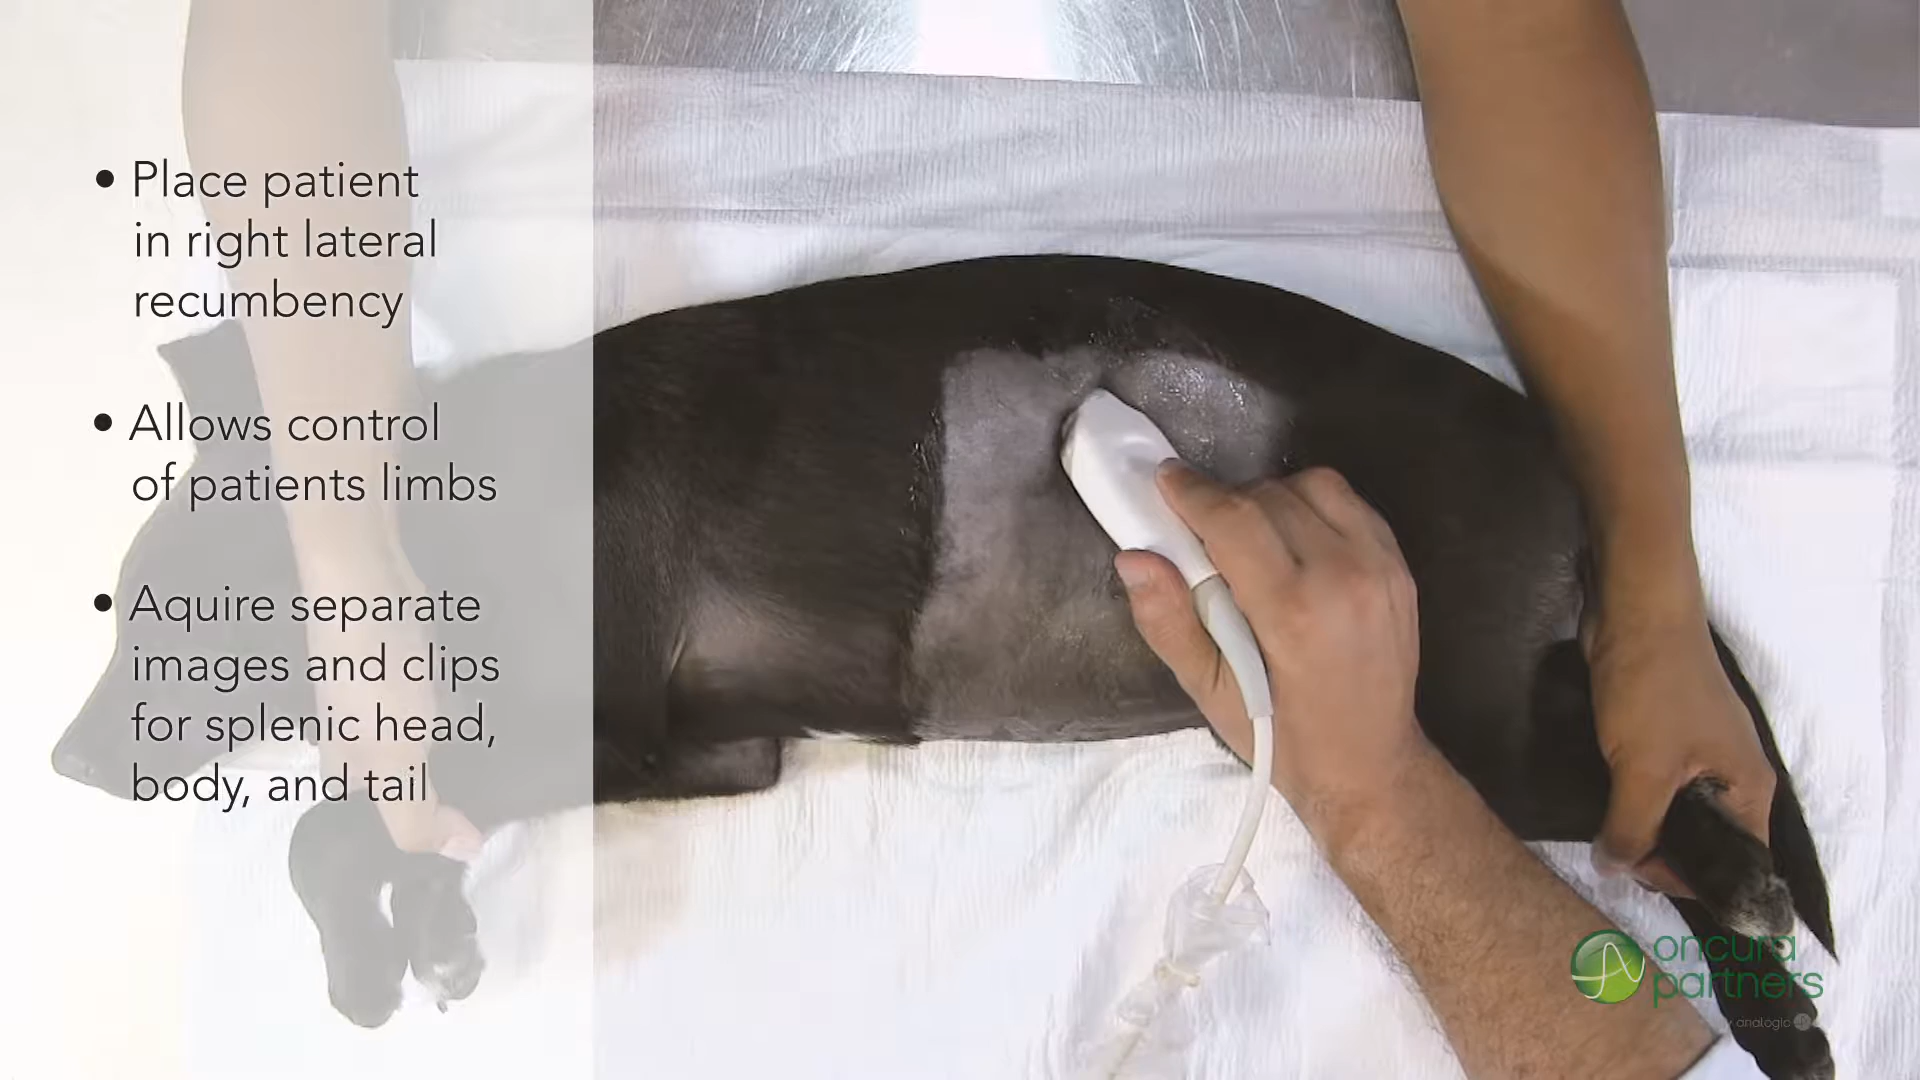 • Place patient
in right lateral
recumbency
• Allows control
of patients limbs
• Aquire separate
images and clips
for splenic head,
body, and tail
oncura
partners
analogic